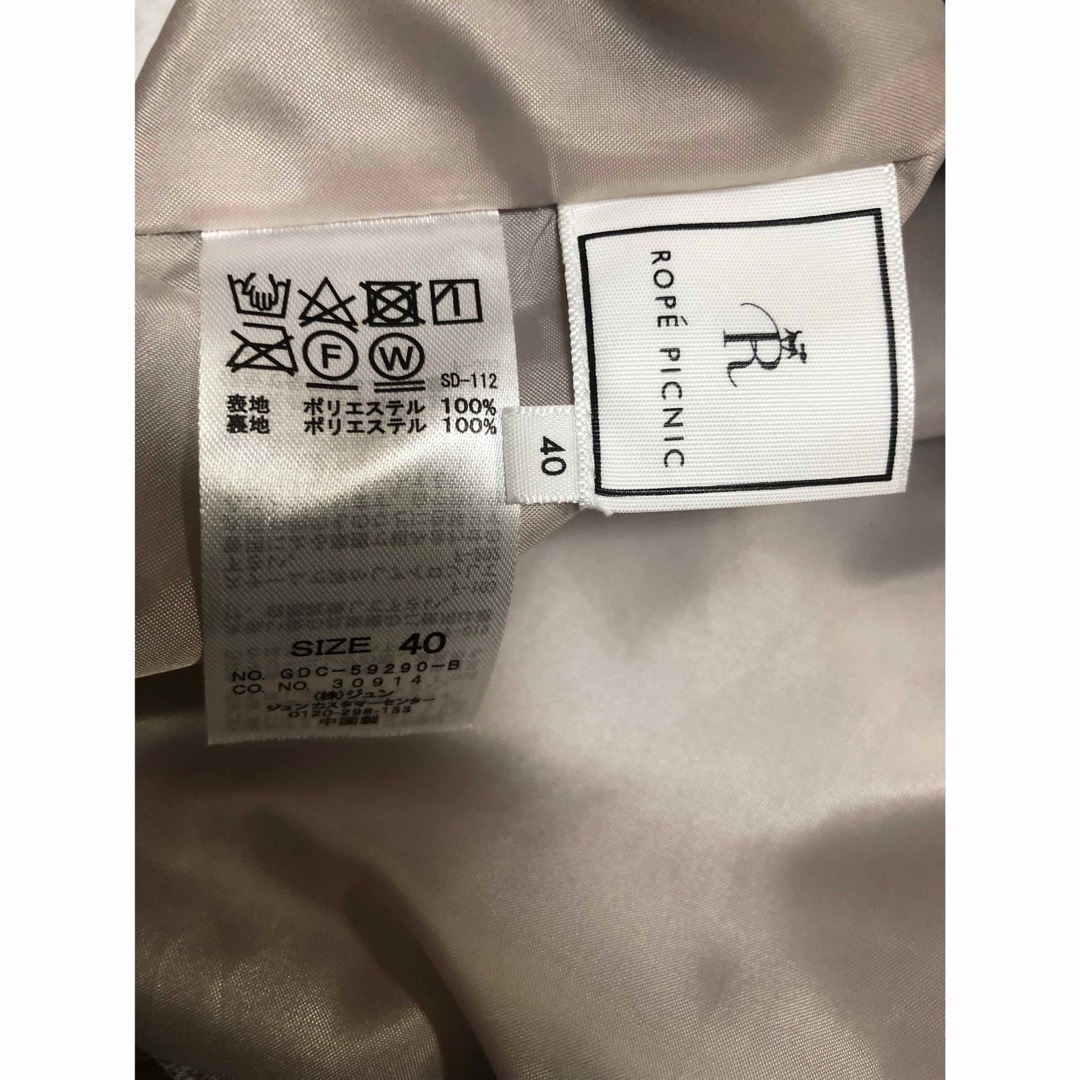 F W
SD-112
表地 ポリエステル 100%
裏地 ポリエステル 100%
SIZE 40
NO. GDC-59290-B
CO. NO. 30914
(株)ジュン
ジュンカスタマーセンター
0120-298-133
中国製
40
R
ROPÉ PICNIC